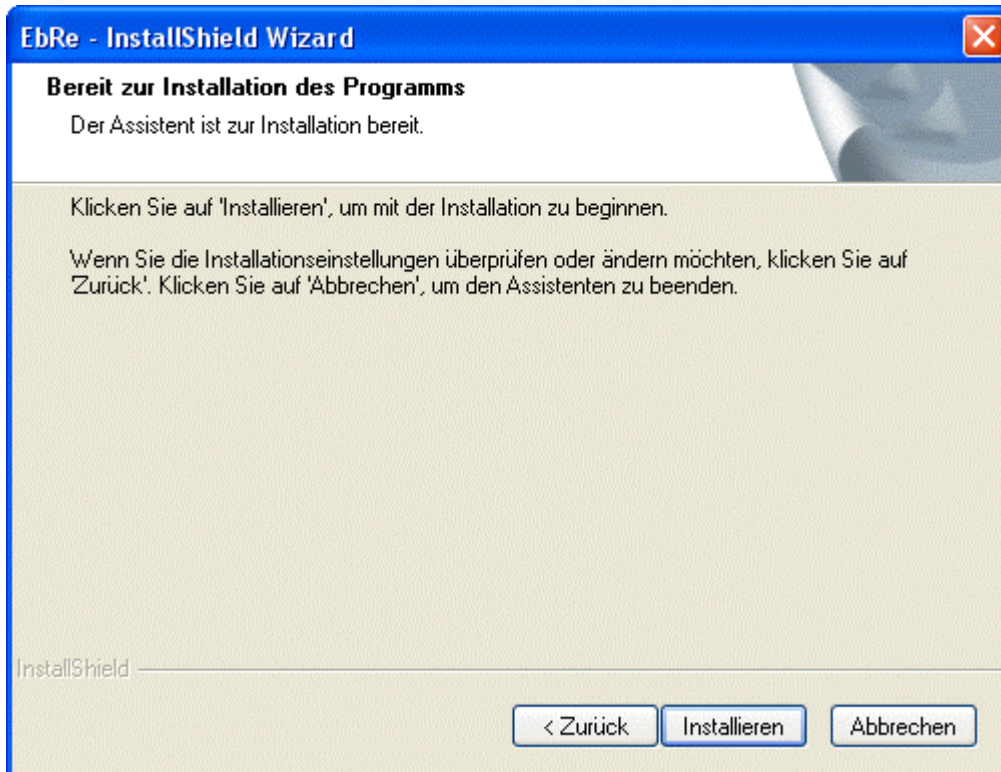 EbRe - InstallShield Wizard
Bereit zur Installation des Programms
Der Assistent ist zur Installation bereit.
Klicken Sie auf 'Installieren', um mit der Installation zu beginnen.
Wenn Sie die Installationseinstellungen überprüfen oder ändern möchten, klicken Sie auf
'Zurück'. Klicken Sie auf 'Abbrechen', um den Assistenten zu beenden.
InstallShield
< Zurück
Installieren
Abbrechen